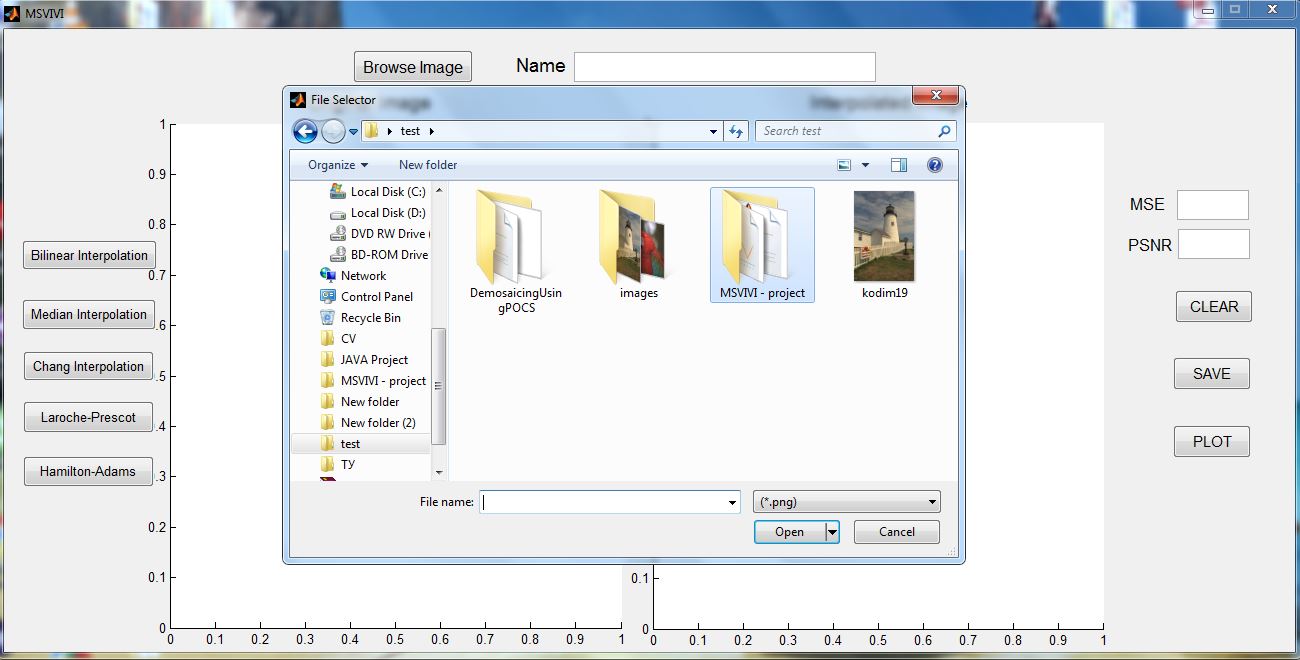 MSVIVI
Browse Image
Name
File Selector
test
Search test
Organize
New folder
Local Disk (C:)
Local Disk (D:)
DVD RW Drive
BD-ROM Drive
Network
Control Panel
Recycle Bin
CV
JAVA Project
MSVIVI - project
New folder
New folder (2)
test
ТУ
DemosaicingUsin
gPOCS
images
MSVIVI - project
kodim19
File name:
(*.png)
Open
Cancel
Bilinear Interpolation
Median Interpolation
Chang Interpolation
Laroche-Prescot
Hamilton-Adams
1
0.9
0.8
0.7
.6
.5
.4
.3
0.2
0.1
0
0 0.1 0.2 0.3 0.4 0.5 0.6 0.7 0.8 0.9 1
0.1
0
0 0.1 0.2 0.3 0.4 0.5 0.6 0.7 0.8 0.9 1
MSE
PSNR
CLEAR
SAVE
PLOT